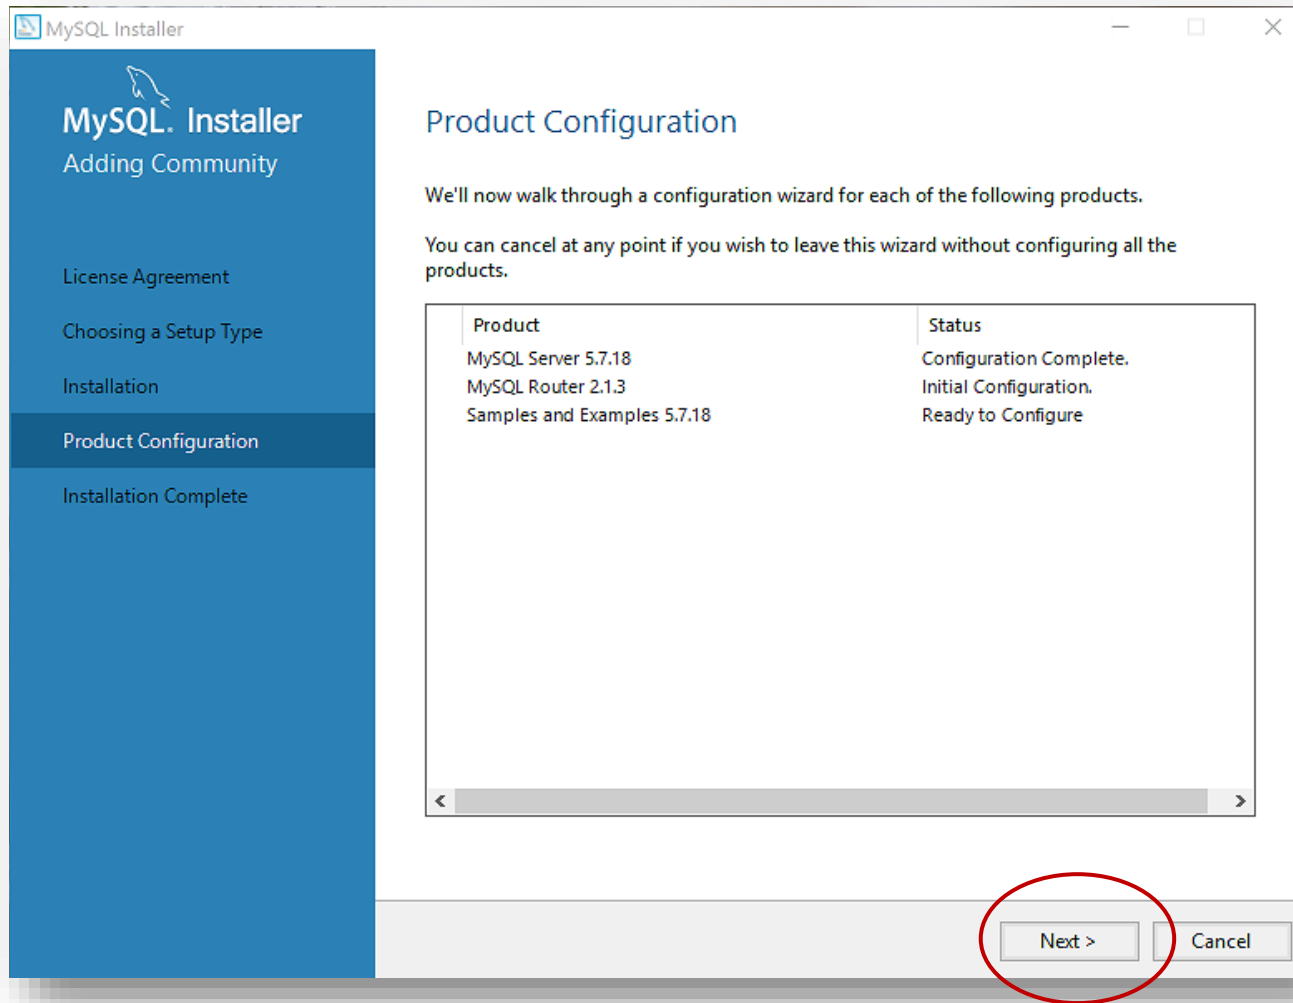 MySQL Installer
MySQL. Installer
Adding Community
License Agreement
Choosing a Setup Type
Installation
Product Configuration
Installation Complete
Product Configuration
We'll now walk through a configuration wizard for each of the following products.
You can cancel at any point if you wish to leave this wizard without configuring all the
products.
Product Status
MySQL Server 5.7.18 Configuration Complete.
MySQL Router 2.1.3 Initial Configuration.
Samples and Examples 5.7.18 Ready to Configure
Next > Cancel